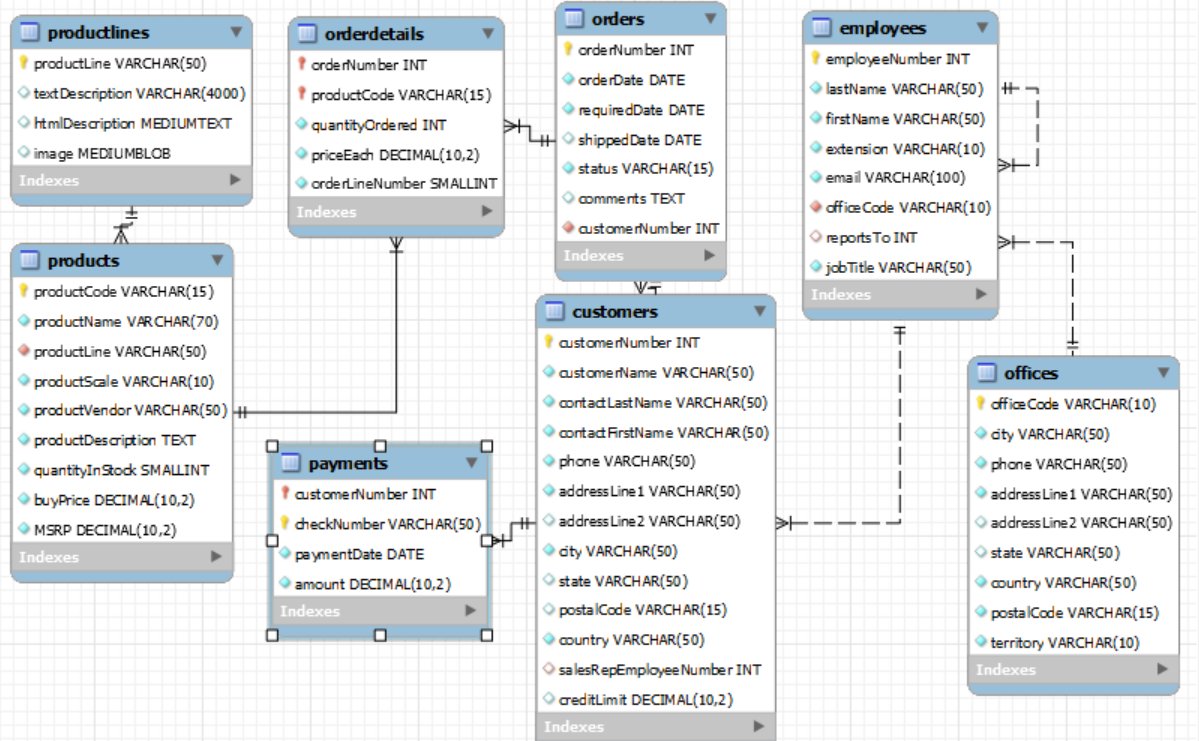 productlines
productLine VARCHAR(50)
textDescription VARCHAR(4000)
htmlDescription MEDIUMTEXT
image MEDIUMBLOB
Indexes
orderdetails
orderNumber INT
productCode VARCHAR(15)
quantityOrdered INT
priceEach DECIMAL(10,2)
orderLineNumber SMALLINT
Indexes
orders
orderNumber INT
orderDate DATE
requiredDate DATE
shippedDate DATE
status VARCHAR(15)
comments TEXT
customerNumber INT
Indexes
employees
employeeNumber INT
lastName VARCHAR(50)
firstName VARCHAR(50)
extension VARCHAR(10)
email VARCHAR(100)
officeCode VARCHAR(10)
reportsTo INT
jobTitle VARCHAR(50)
Indexes
products
productCode VARCHAR(15)
productName VARCHAR(70)
productLine VARCHAR(50)
productScale VARCHAR(10)
productVendor VARCHAR(50)
productDescription TEXT
quantityInStock SMALLINT
buyPrice DECIMAL(10,2)
MSRP DECIMAL(10,2)
Indexes
payments
customerNumber INT
checkNumber VARCHAR(50)
paymentDate DATE
amount DECIMAL(10,2)
Indexes
customers
customerNumber INT
customerName VARCHAR(50)
contactLastName VARCHAR(50)
contactFirstName VARCHAR(50)
phone VARCHAR(50)
addressLine1 VARCHAR(50)
addressLine2 VARCHAR(50)
city VARCHAR(50)
state VARCHAR(50)
postalCode VARCHAR(15)
country VARCHAR(50)
salesRepEmployeeNumber INT
creditLimit DECIMAL(10,2)
Indexes
offices
officeCode VARCHAR(10)
city VARCHAR(50)
phone VARCHAR(50)
addressLine1 VARCHAR(50)
addressLine2 VARCHAR(50)
state VARCHAR(50)
country VARCHAR(50)
postalCode VARCHAR(15)
territory VARCHAR(10)
Indexes